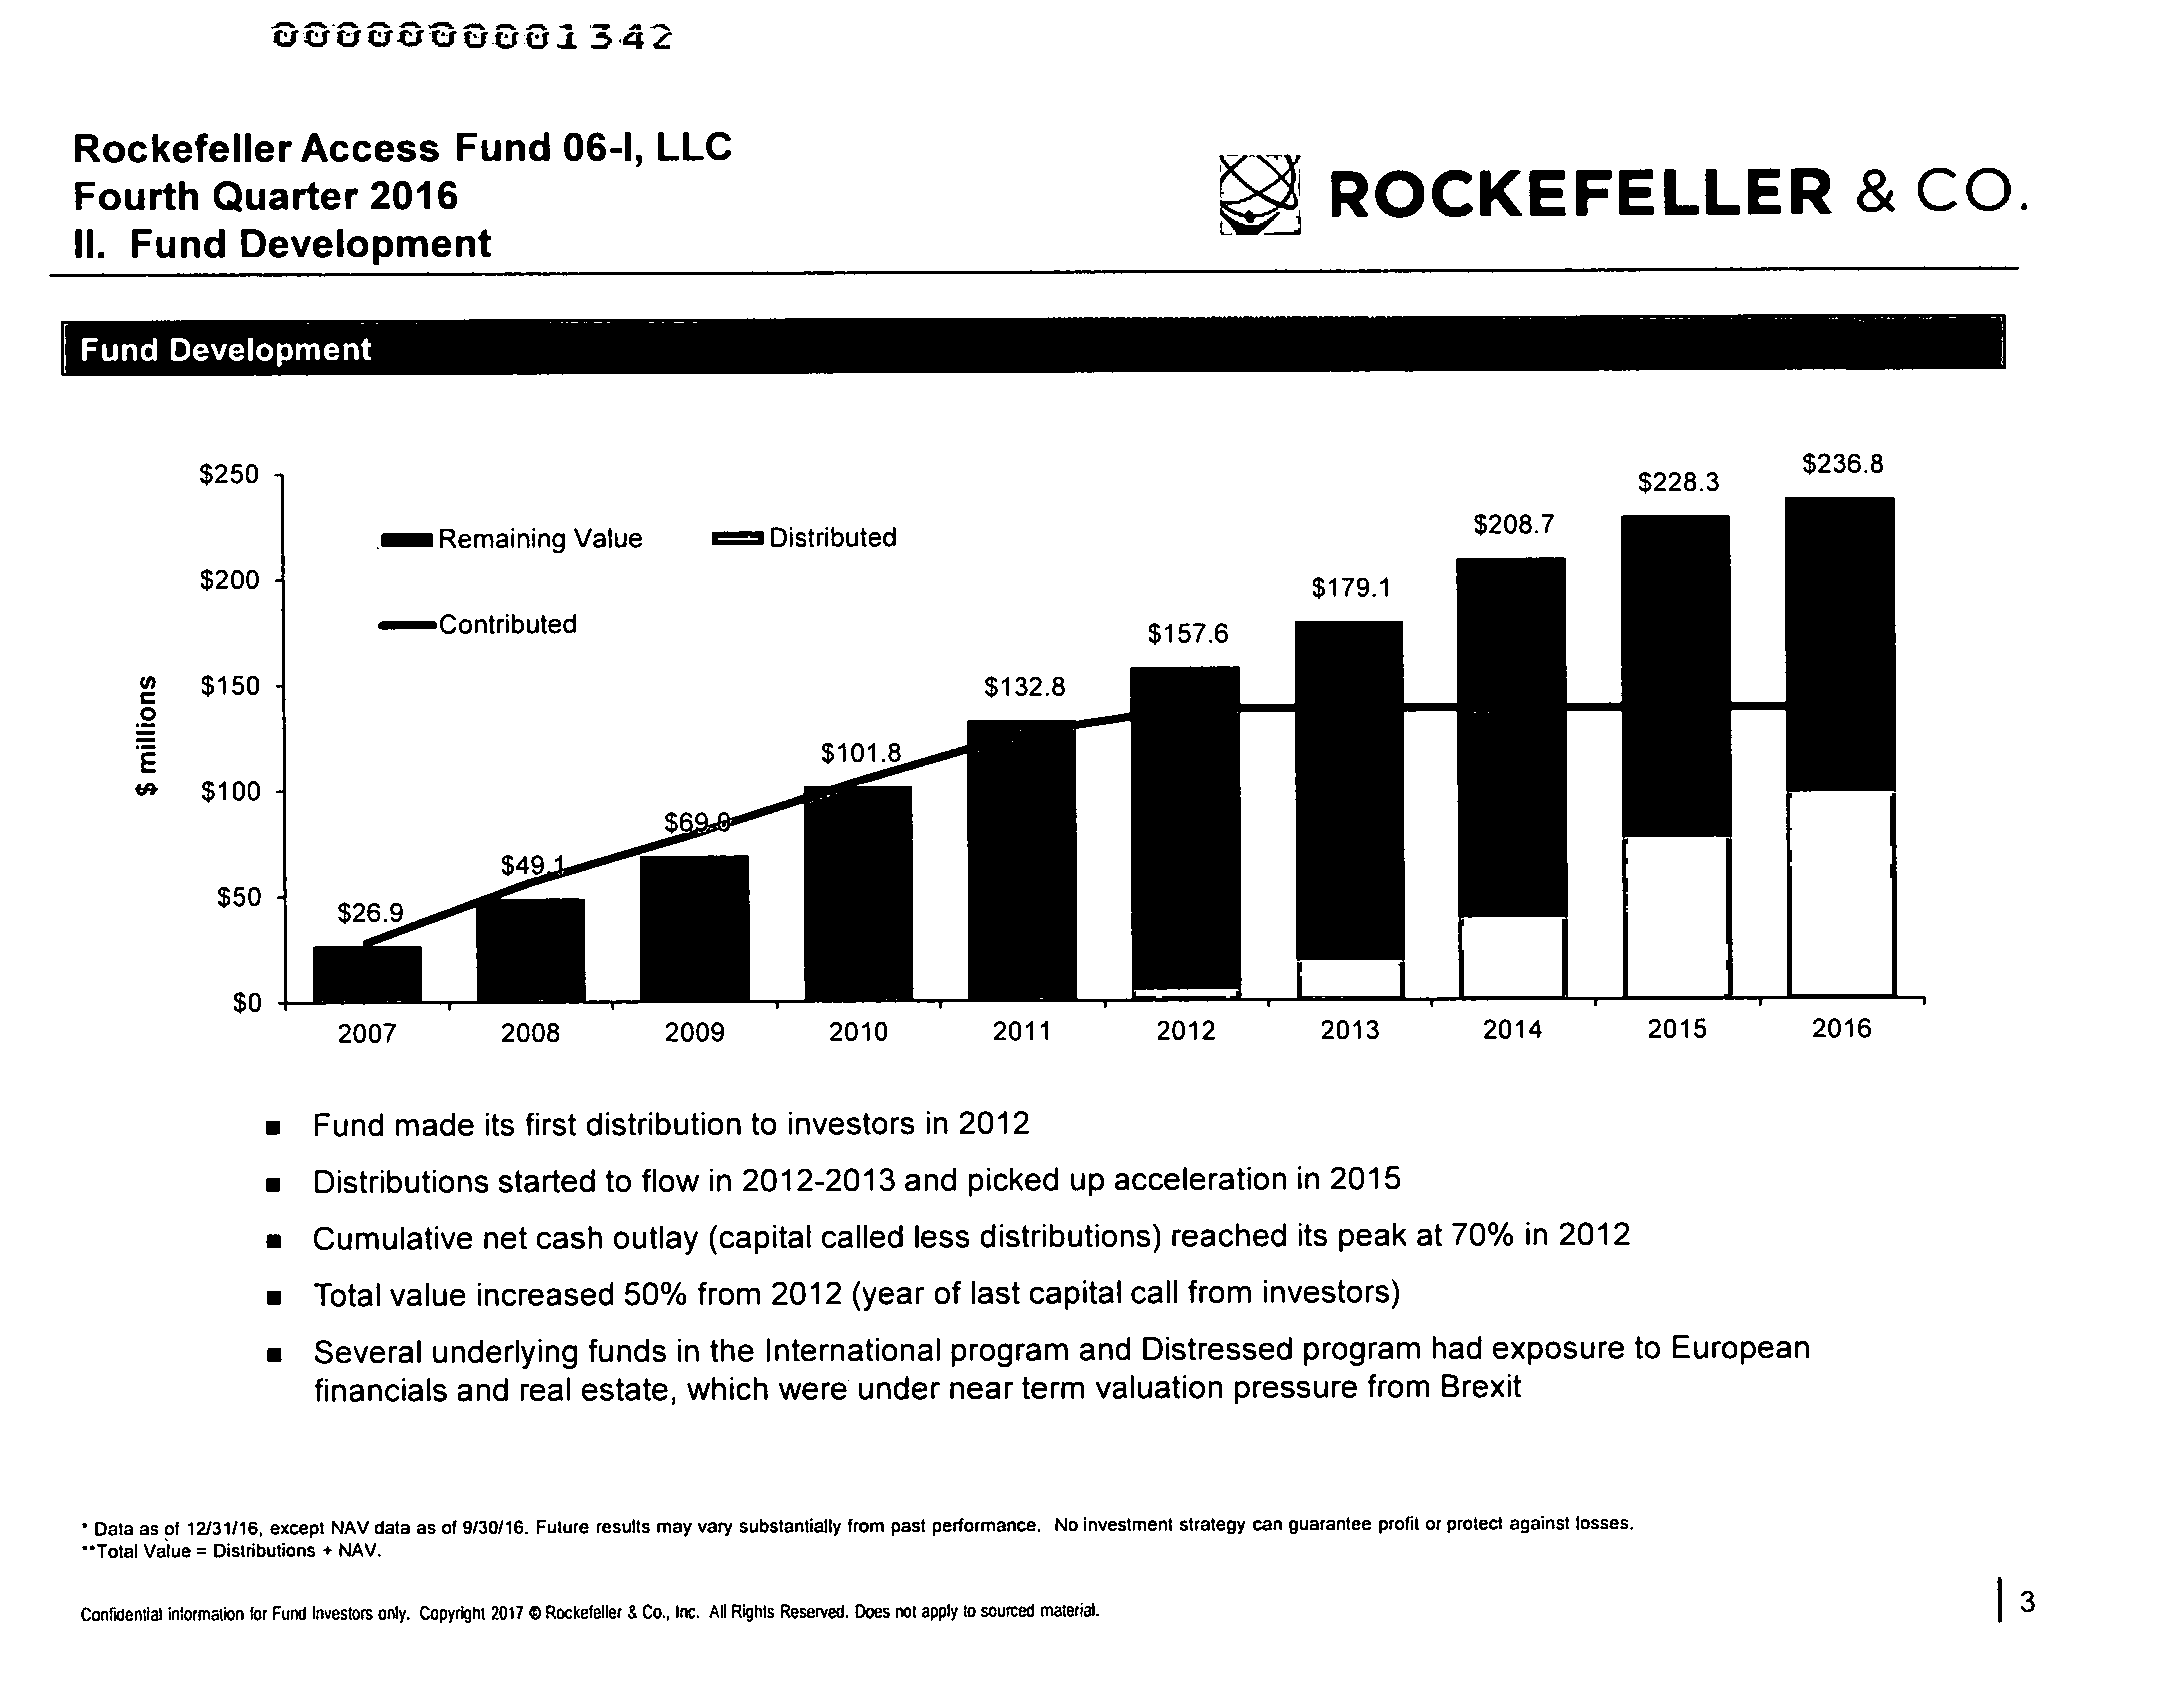 0000000001342
Rockefeller Access Fund 06-I, LLC
Fourth Quarter 2016
II. Fund Development
ROCKEFELLER & CO.
Fund Development
$250
$200
$150
$100
$50
$0
$ millions
Remaining Value
Distributed
Contributed
$26.9
$49.1
$69.0
$101.8
$132.8
$157.6
$179.1
$208.7
$228.3
$236.8
2007 2008 2009 2010 2011 2012 2013 2014 2015 2016
■ Fund made its first distribution to investors in 2012
■ Distributions started to flow in 2012-2013 and picked up acceleration in 2015
■ Cumulative net cash outlay (capital called less distributions) reached its peak at 70% in 2012
■ Total value increased 50% from 2012 (year of last capital call from investors)
■ Several underlying funds in the International program and Distressed program had exposure to European
financials and real estate, which were under near term valuation pressure from Brexit
* Data as of 12/31/16, except NAV data as of 9/30/16. Future results may vary substantially from past performance. No investment strategy can guarantee profit or protect against losses.
**Total Value = Distributions + NAV.
Confidential information for Fund Investors only. Copyright 2017 © Rockefeller & Co., Inc. All Rights Reserved. Does not apply to sourced material.
3